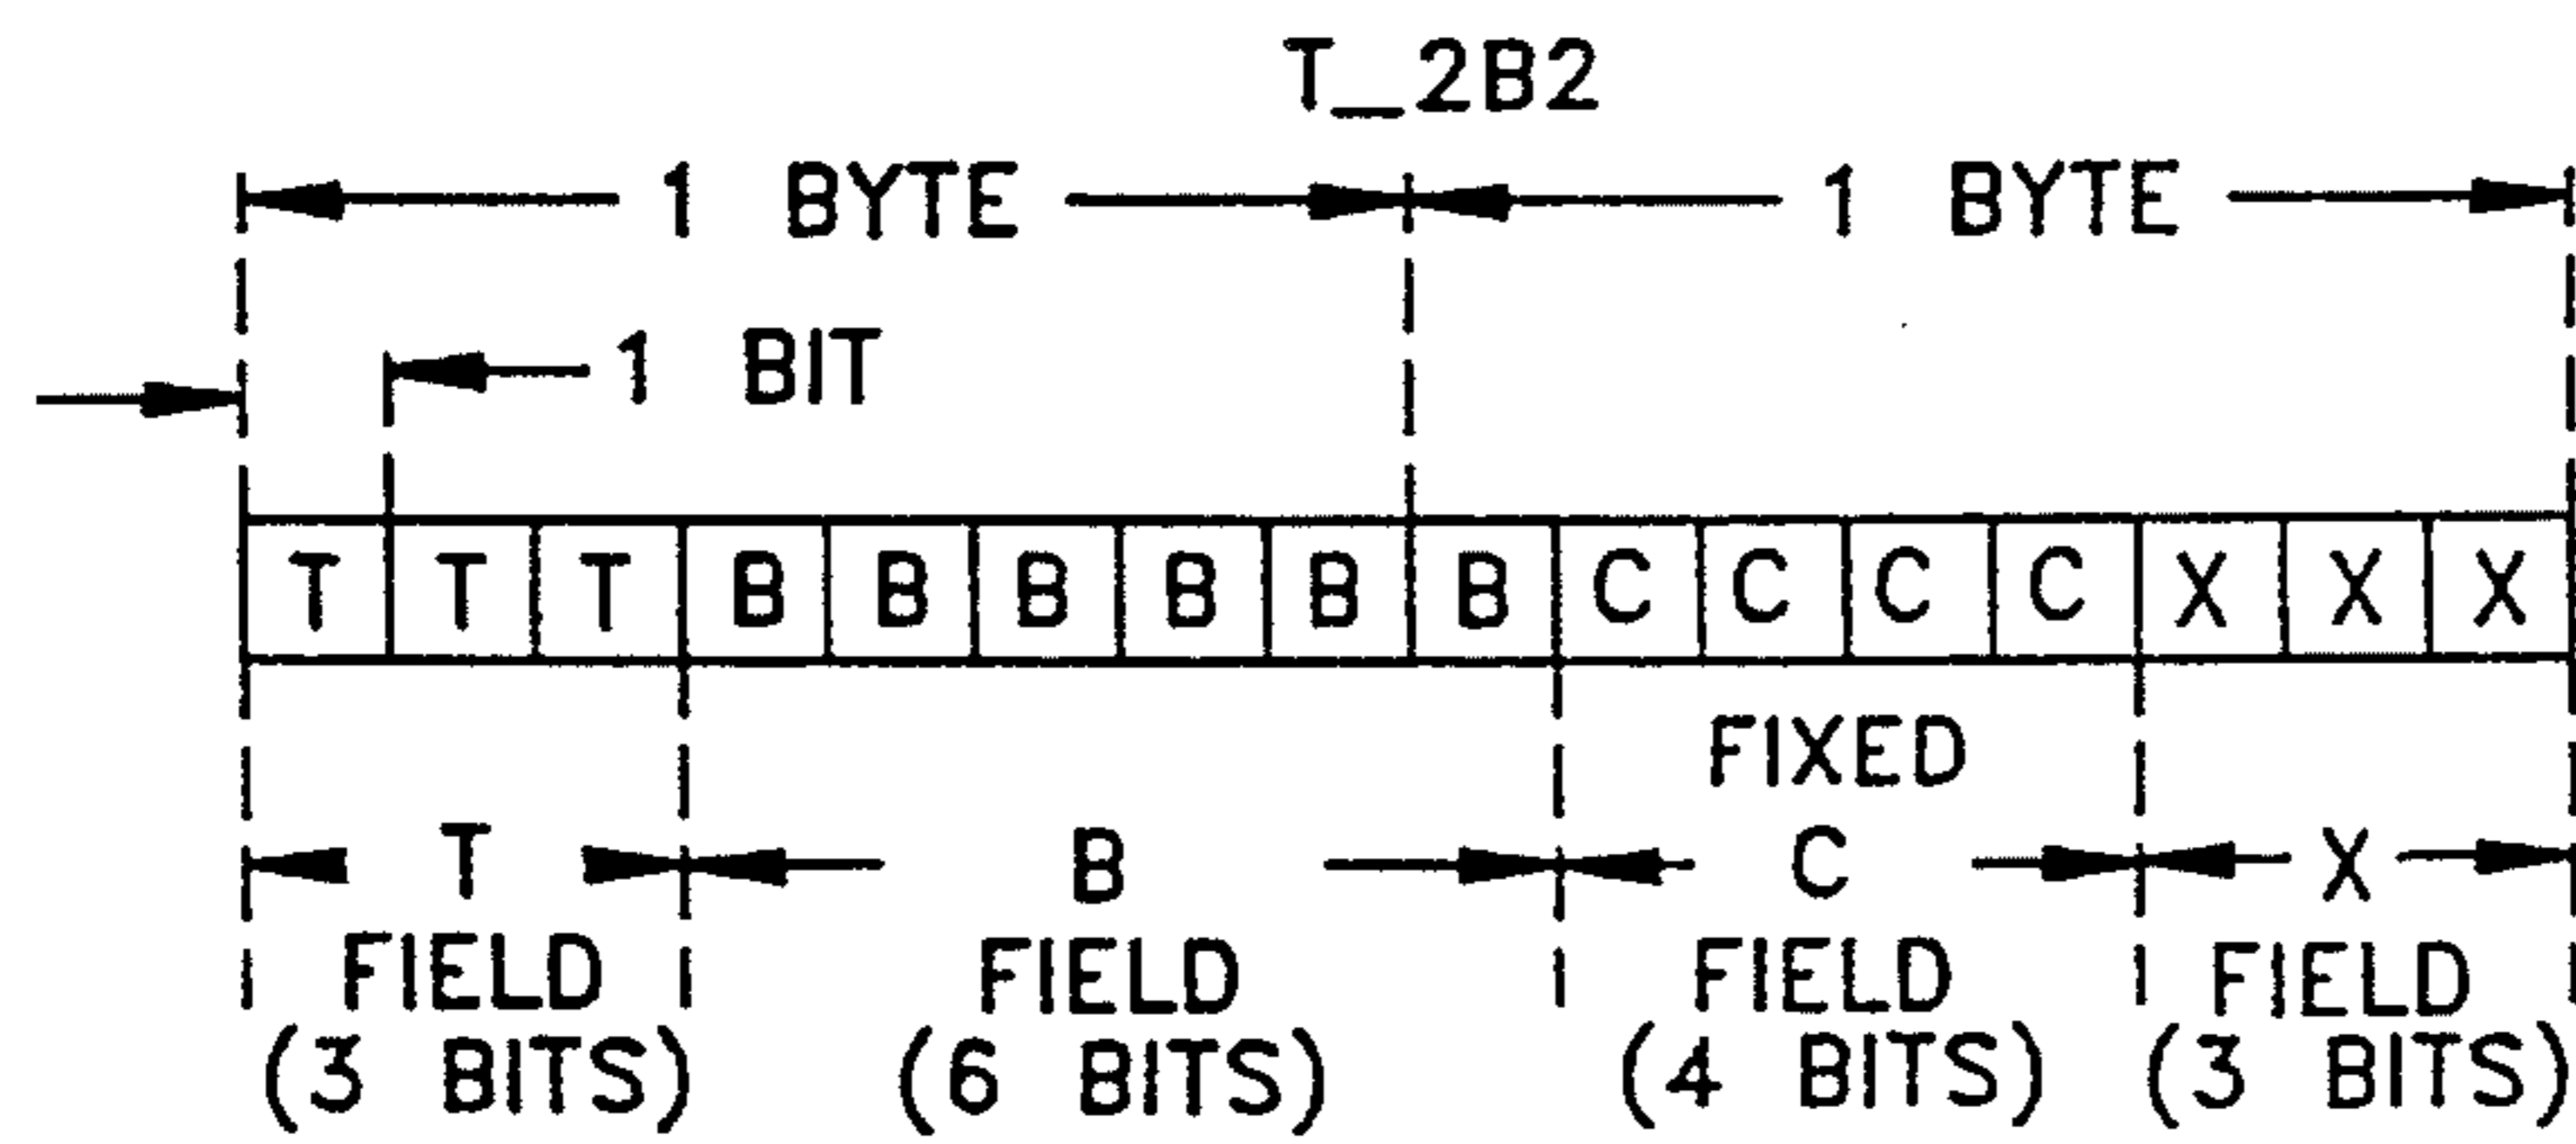 T_2B2
1 BYTE 1 BYTE
1 BIT
T T T B B B B B B C C C C X X X
FIXED
T B C X
FIELD FIELD FIELD FIELD
(3 BITS) (6 BITS) (4 BITS) (3 BITS)